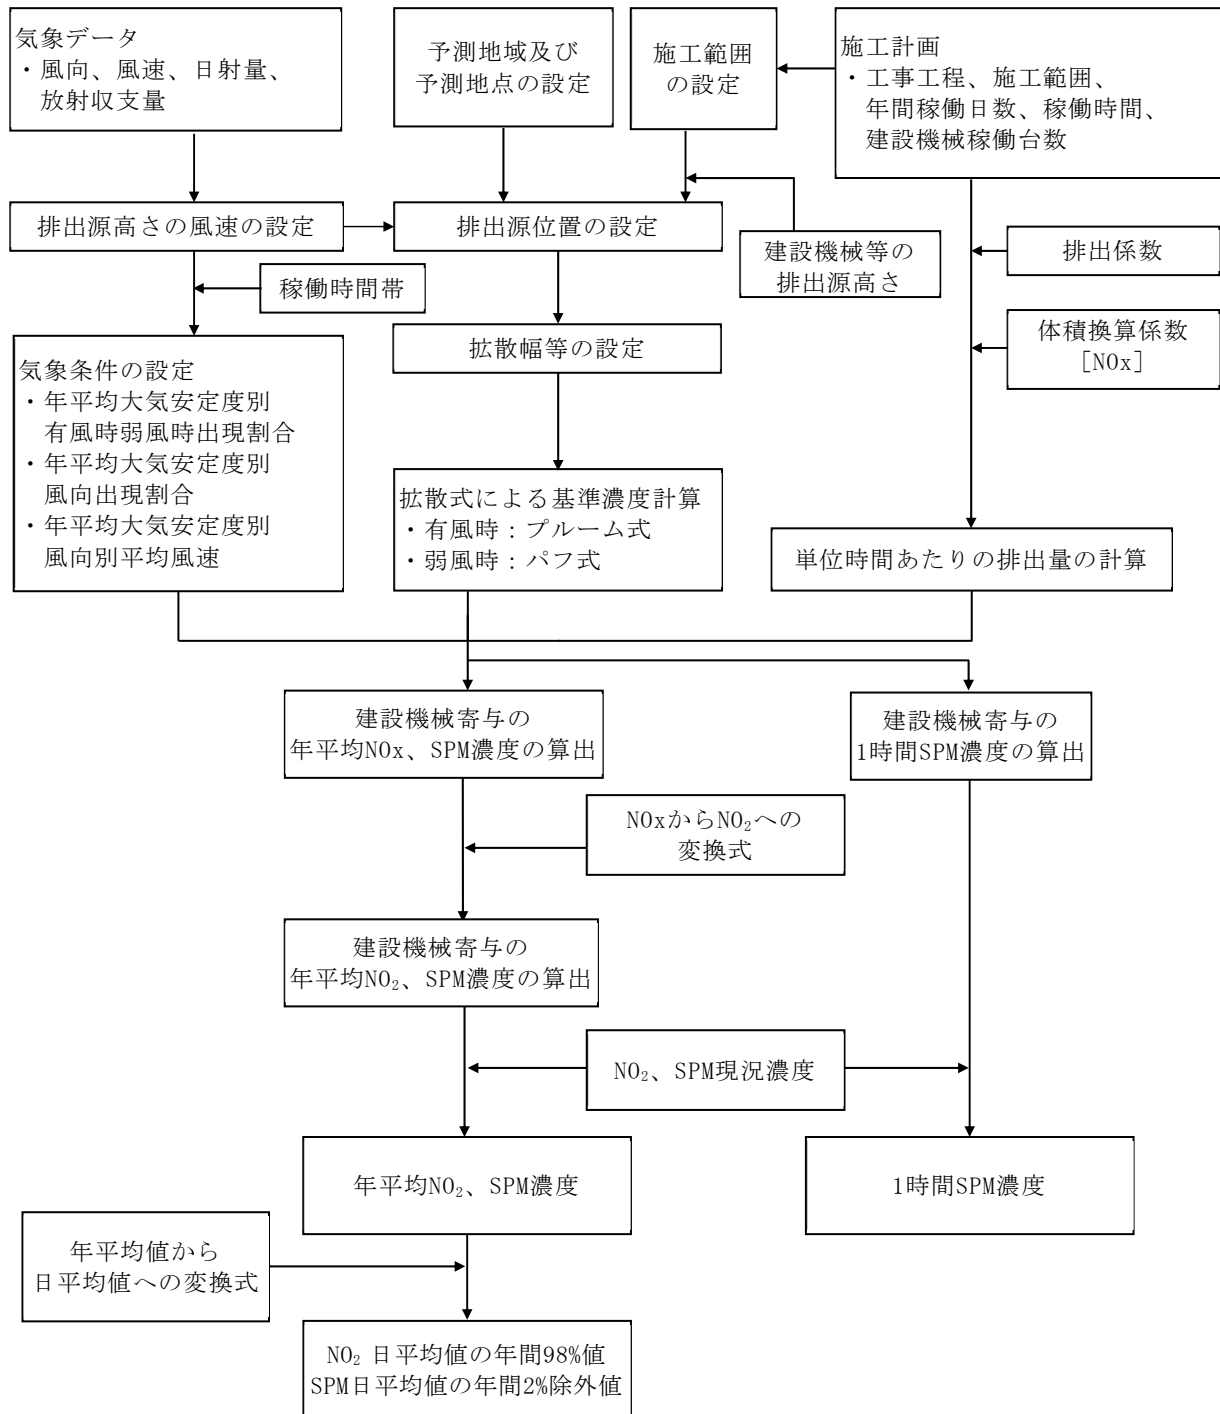 気象データ
・風向、風速、日射量、
放射収支量
予測地域及び
予測地点の設定
施工範囲
の設定
施工計画
・工事工程、施工範囲、
年間稼働日数、稼働時間、
建設機械稼働台数
排出源高さの風速の設定
排出源位置の設定
建設機械等の
排出源高さ
排出係数
稼働時間帯
体積換算係数
[NOx]
拡散幅等の設定
気象条件の設定
・年平均大気安定度別
有風時弱風時出現割合
・年平均大気安定度別
風向出現割合
・年平均大気安定度別
風向別平均風速
拡散式による基準濃度計算
・有風時：プルーム式
・弱風時：パフ式
単位時間あたりの排出量の計算
建設機械寄与の
年平均NOx、SPM濃度の算出
建設機械寄与の
1時間SPM濃度の算出
NOxからNO₂への
変換式
建設機械寄与の
年平均NO₂、SPM濃度の算出
NO₂、SPM現況濃度
年平均NO₂、SPM濃度
1時間SPM濃度
年平均値から
日平均値への変換式
NO₂ 日平均値の年間98%値
SPM日平均値の年間2%除外値